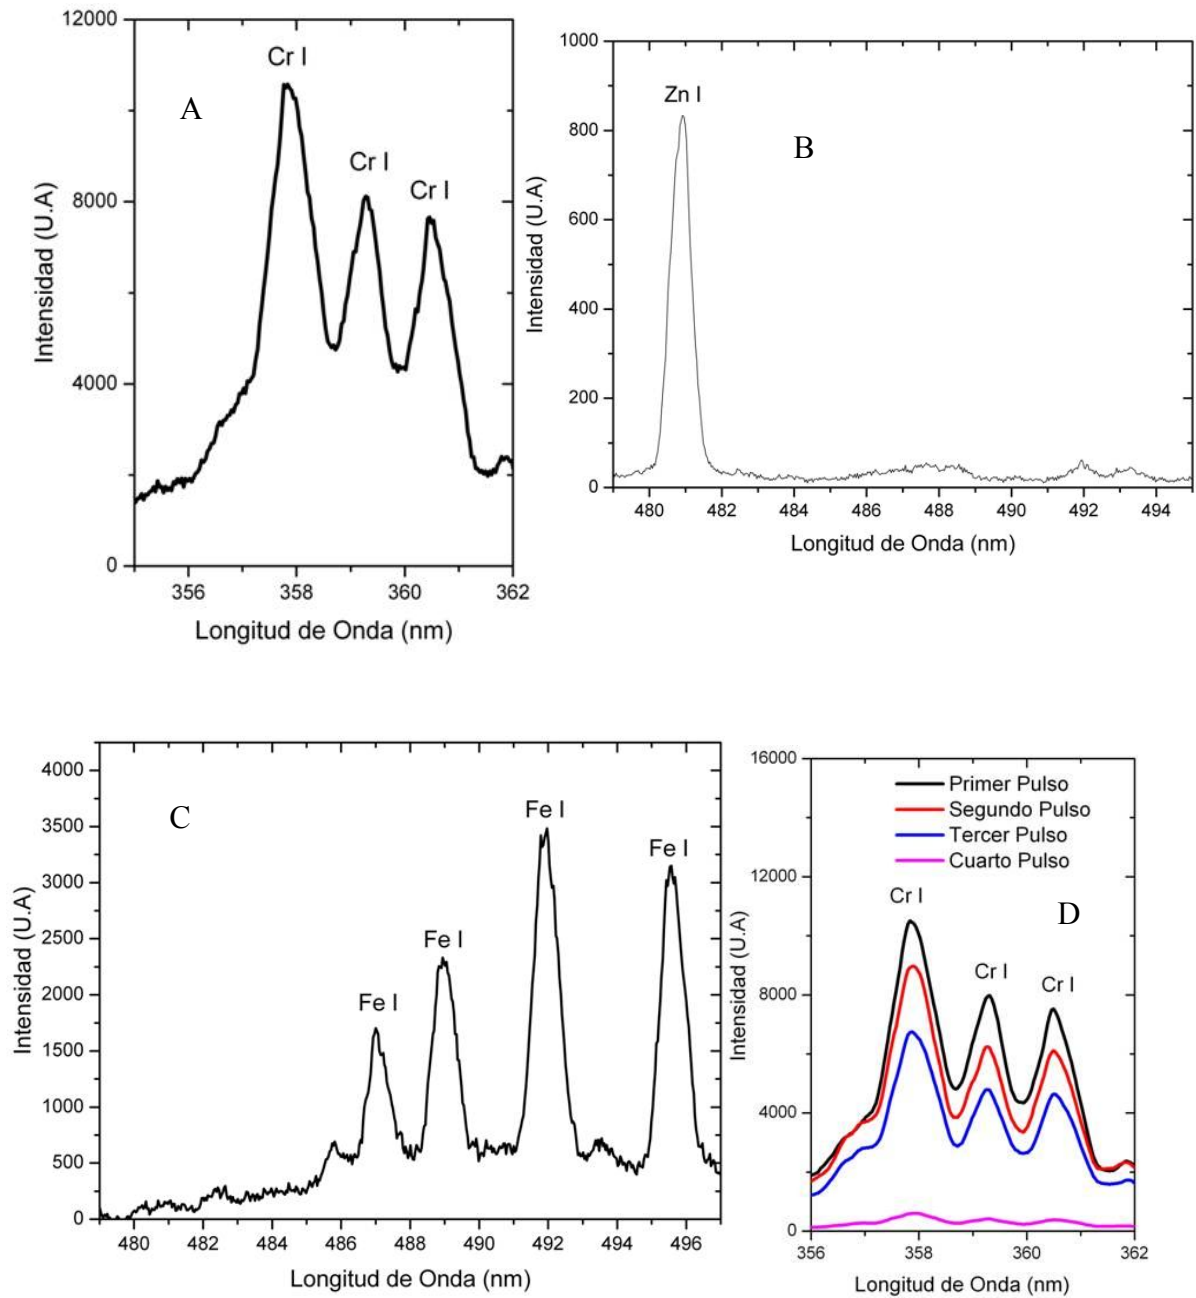 A
Cr I
Cr I
Cr I
12000
8000
4000
0
356
358
360
362
Intensidad (U.A)
Longitud de Onda (nm)
B
Zn I
1000
800
600
400
200
0
480
482
484
486
488
490
492
494
Intensidad (U.A)
Longitud de Onda (nm)
C
Fe I
Fe I
Fe I
Fe I
4000
3500
3000
2500
2000
1500
1000
500
0
480
482
484
486
488
490
492
494
496
Intensidad (U.A)
Longitud de Onda (nm)
D
Primer Pulso
Segundo Pulso
Tercer Pulso
Cuarto Pulso
Cr I
Cr I
Cr I
16000
12000
8000
4000
0
356
358
360
362
Intensidad (U.A)
Longitud de Onda (nm)